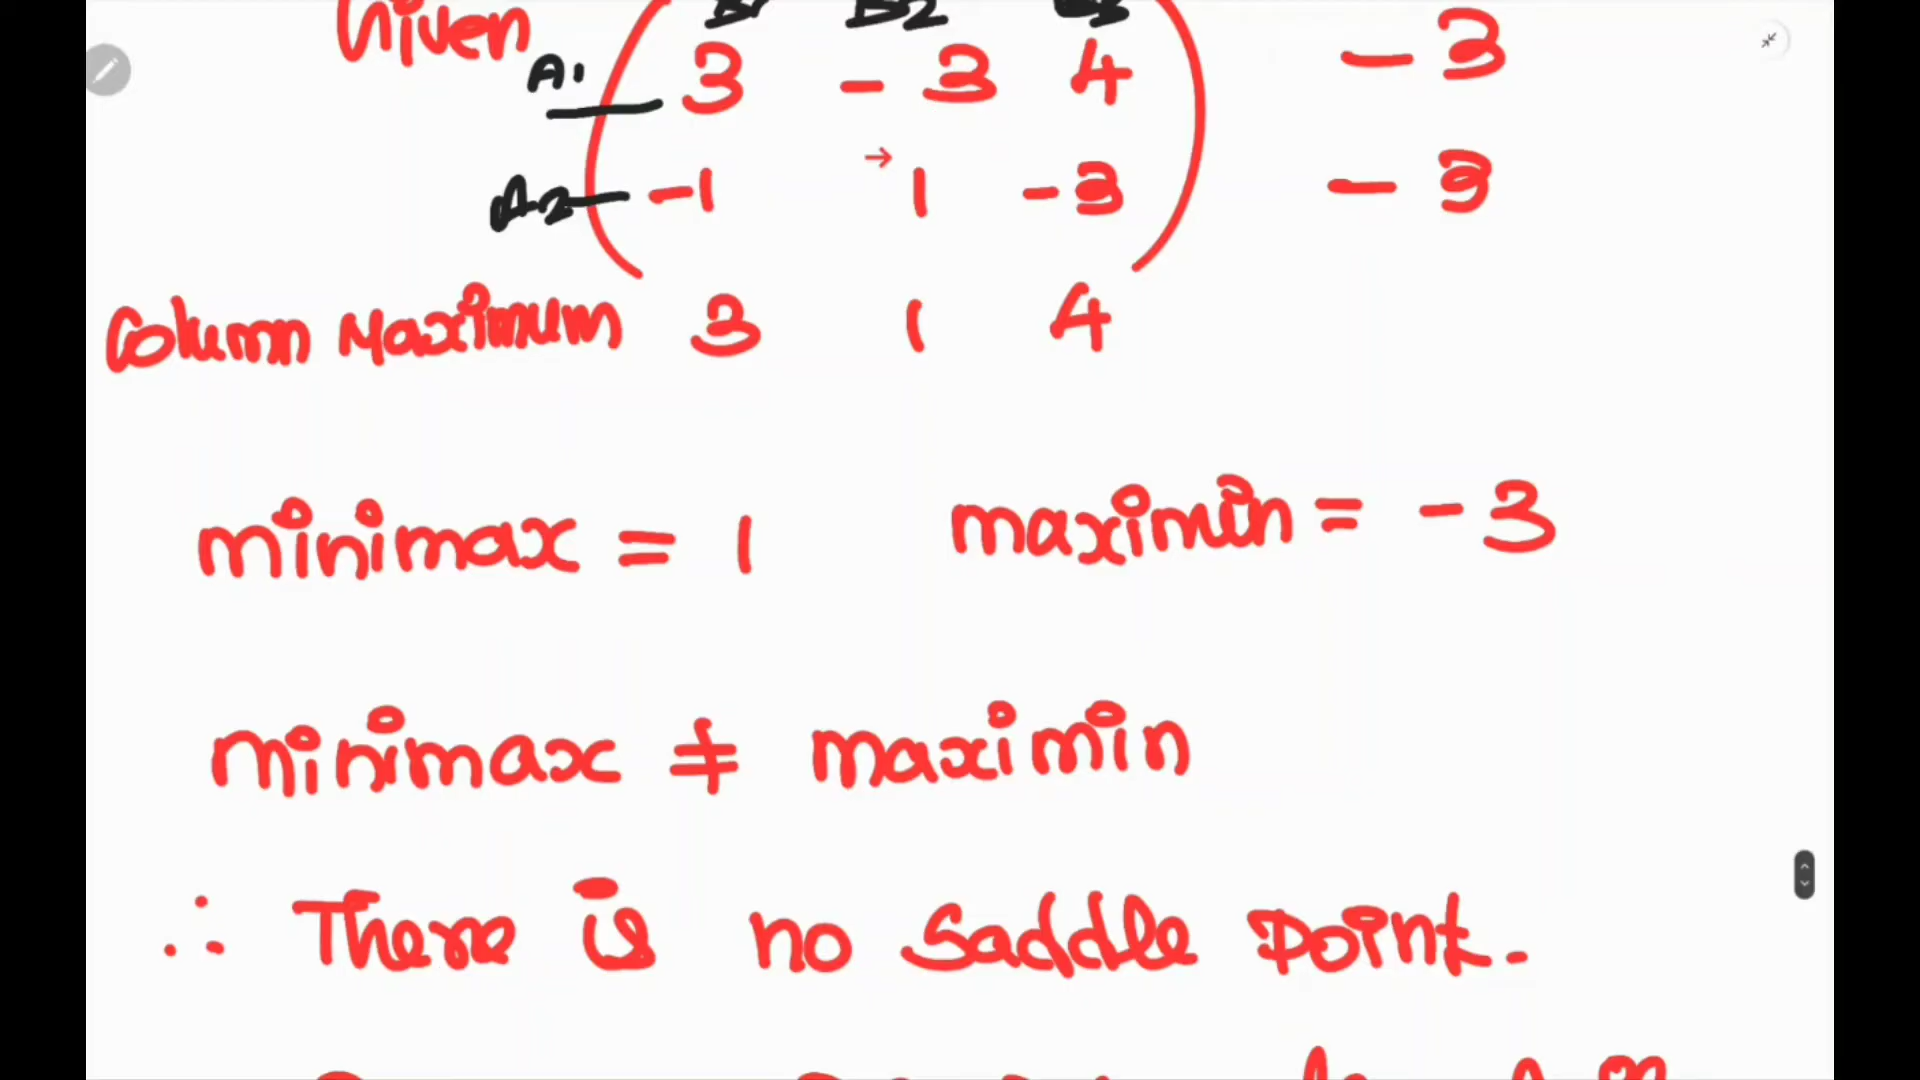 Given
A1 3 -3 4 -3
A2 -1 1 -3 -3
Column Maximum 3 1 4
minimax = 1 maximin = -3
minimax ≠ maximin
∴ There is no saddle point.